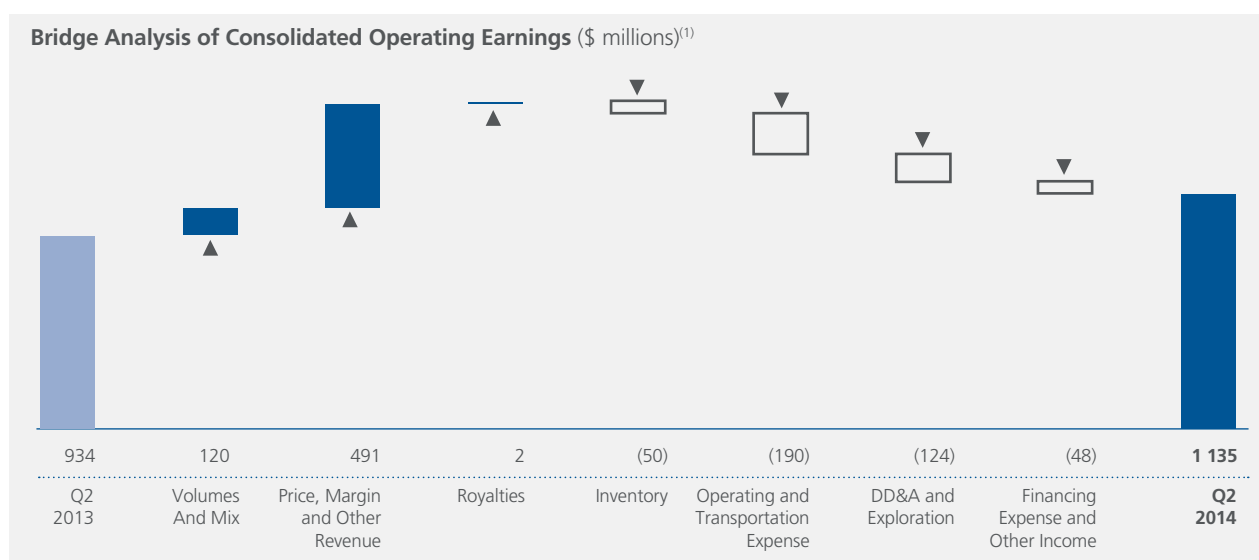 Bridge Analysis of Consolidated Operating Earnings ($ millions)(1)
934 120 491 2 (50) (190) (124) (48) 1 135
Q2 Volumes Price, Margin Royalties Inventory Operating and DD&A and Financing Q2
2013 And Mix and Other Transportation Exploration Expense and 2014
Revenue Expense Other Income